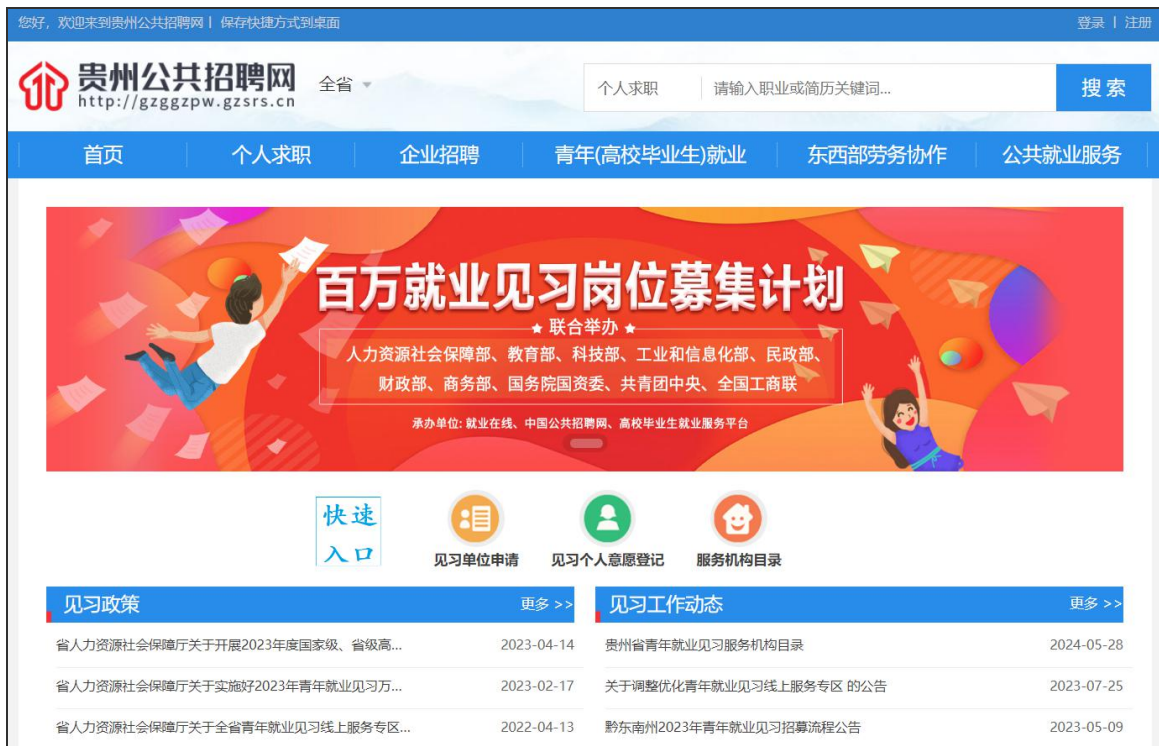 您好，欢迎来到贵州公共招聘网丨 保存快捷方式到桌面
登录丨注册
贵州公共招聘网
http://gzggzpw.gzsrs.cn
全省
个人求职
请输入职业或简历关键词...
搜 索
首页
个人求职
企业招聘
青年(高校毕业生)就业
东西部劳务协作
公共就业服务
百万就业见习岗位募集计划
★ 联合举办 ★
人力资源社会保障部、教育部、科技部、工业和信息化部、民政部、
财政部、商务部、国务院国资委、共青团中央、全国工商联
承办单位: 就业在线、中国公共招聘网、高校毕业生就业服务平台
快速
入口
见习单位申请
见习个人意愿登记
服务机构目录
见习政策
更多 >>
省人力资源社会保障厅关于开展2023年度国家级、省级高...
2023-04-14
省人力资源社会保障厅关于实施好2023年青年就业见习万...
2023-02-17
省人力资源社会保障厅关于全省青年就业见习线上服务专区...
2022-04-13
见习工作动态
更多 >>
贵州省青年就业见习服务机构目录
2024-05-28
关于调整优化青年就业见习线上服务专区 的公告
2023-07-25
黔东南州2023年青年就业见习招募流程公告
2023-05-09